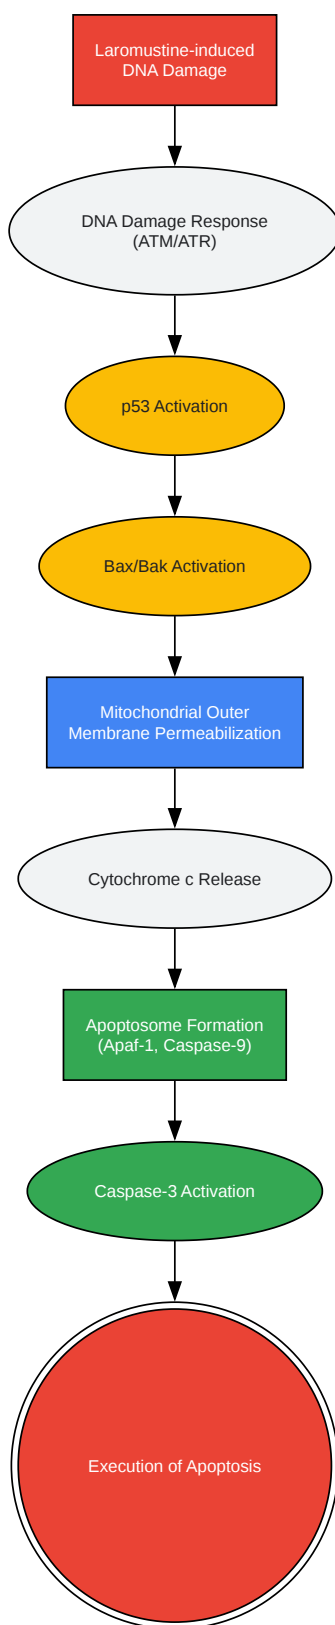 Laromustine-induced
DNA Damage
DNA Damage Response
(ATM/ATR)
p53 Activation
Bax/Bak Activation
Mitochondrial Outer
Membrane Permeabilization
Cytochrome c Release
Apoptosome Formation
(Apaf-1, Caspase-9)
Caspase-3 Activation
Execution of Apoptosis